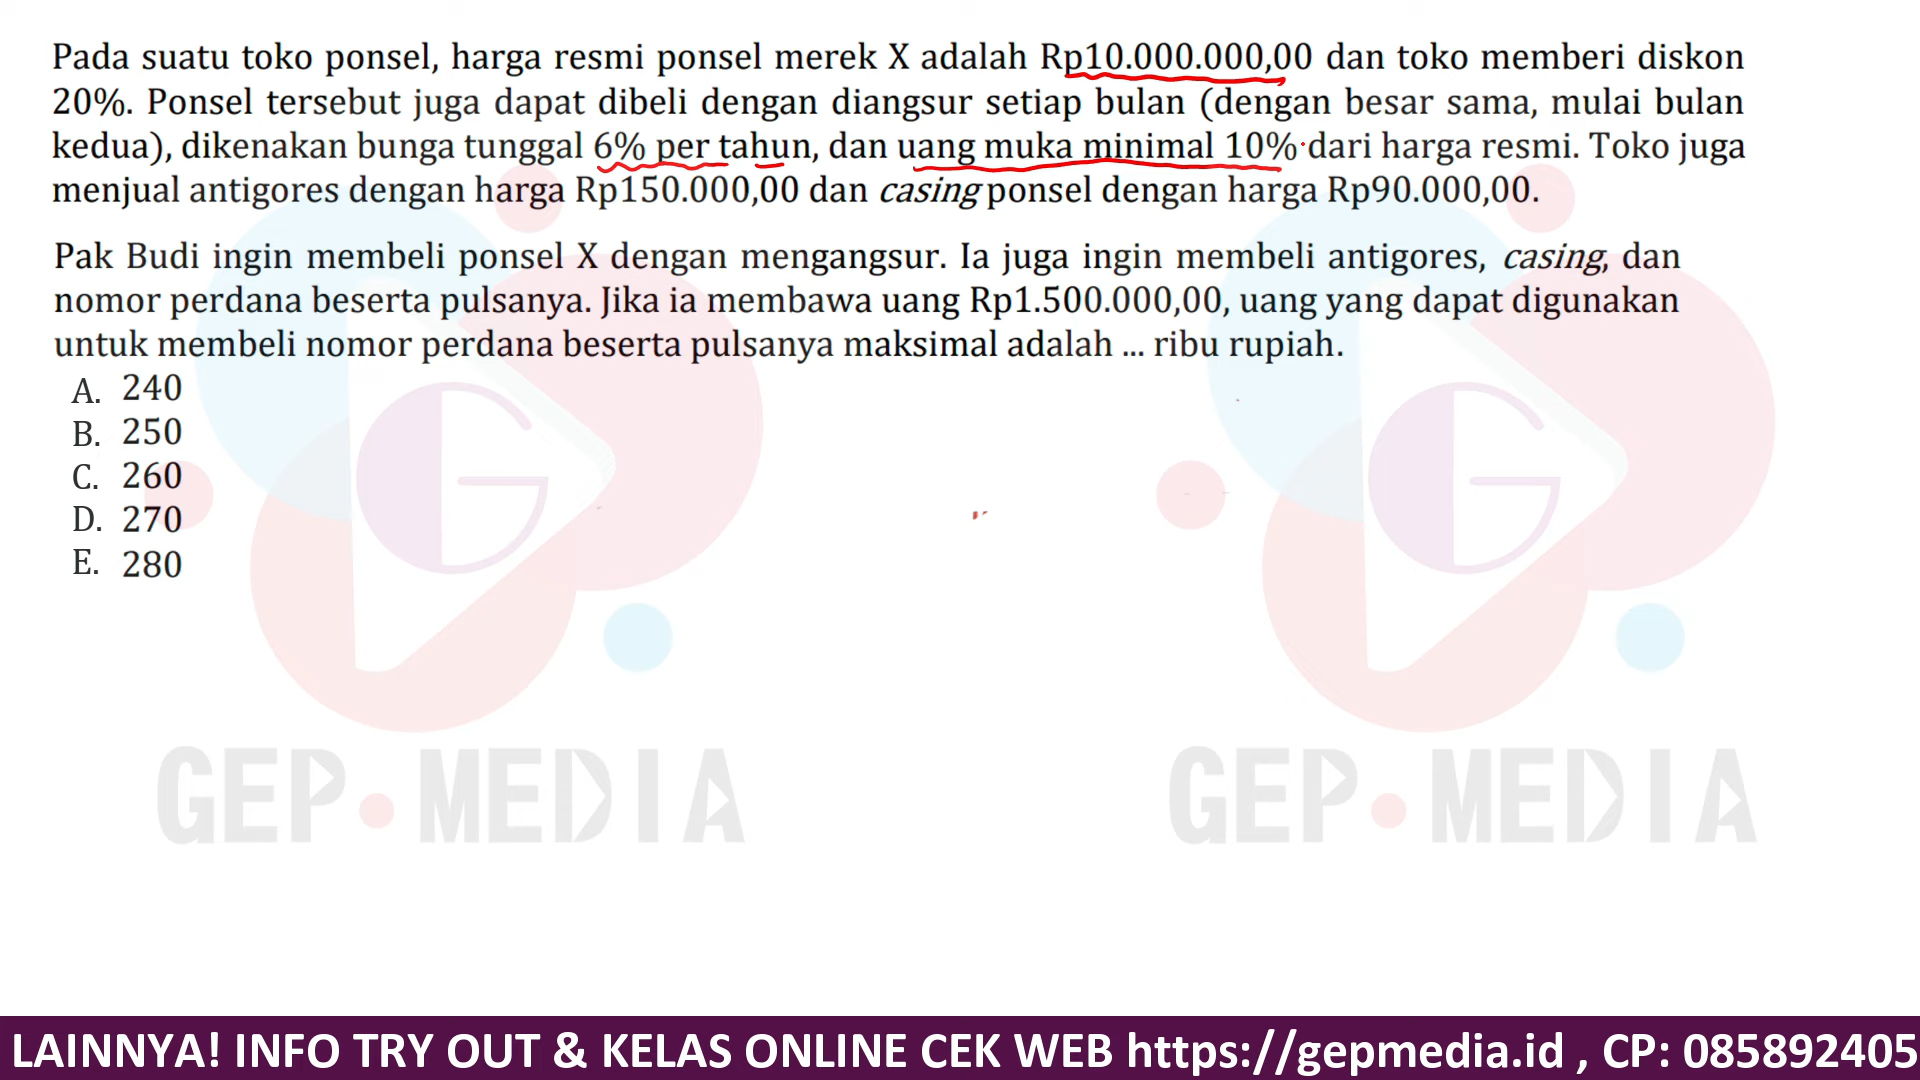 Pada suatu toko ponsel, harga resmi ponsel merek X adalah Rp10.000.000,00 dan toko memberi diskon
20%. Ponsel tersebut juga dapat dibeli dengan diangsur setiap bulan (dengan besar sama, mulai bulan
kedua), dikenakan bunga tunggal 6% per tahun, dan uang muka minimal 10% dari harga resmi. Toko juga
menjual antigores dengan harga Rp150.000,00 dan casing ponsel dengan harga Rp90.000,00.
Pak Budi ingin membeli ponsel X dengan mengangsur. Ia juga ingin membeli antigores, casing, dan
nomor perdana beserta pulsanya. Jika ia membawa uang Rp1.500.000,00, uang yang dapat digunakan
untuk membeli nomor perdana beserta pulsanya maksimal adalah ... ribu rupiah.
A. 240
B. 250
C. 260
D. 270
E. 280
GEP•MEDIA GEP•MEDIA
LAINNYA! INFO TRY OUT & KELAS ONLINE CEK WEB https://gepmedia.id , CP: 085892405